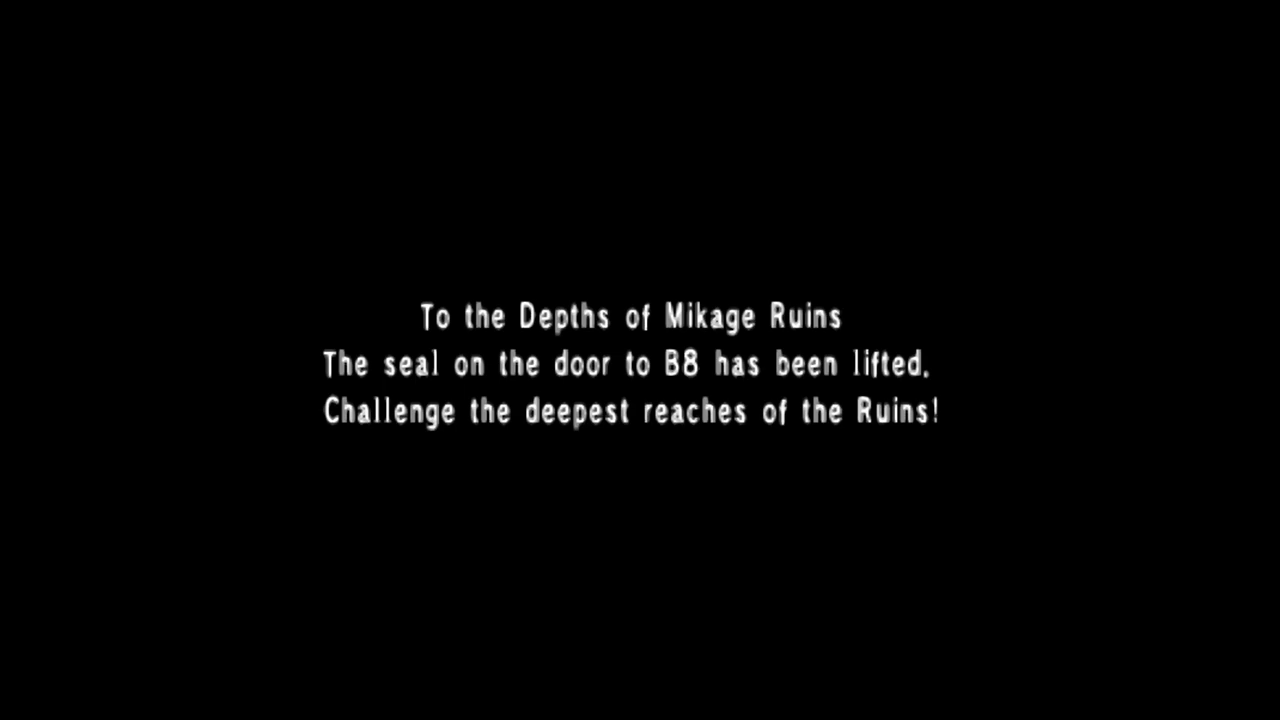 To the Depths of Mikage Ruins
The seal on the door to B8 has been lifted.
Challenge the deepest reaches of the Ruins!